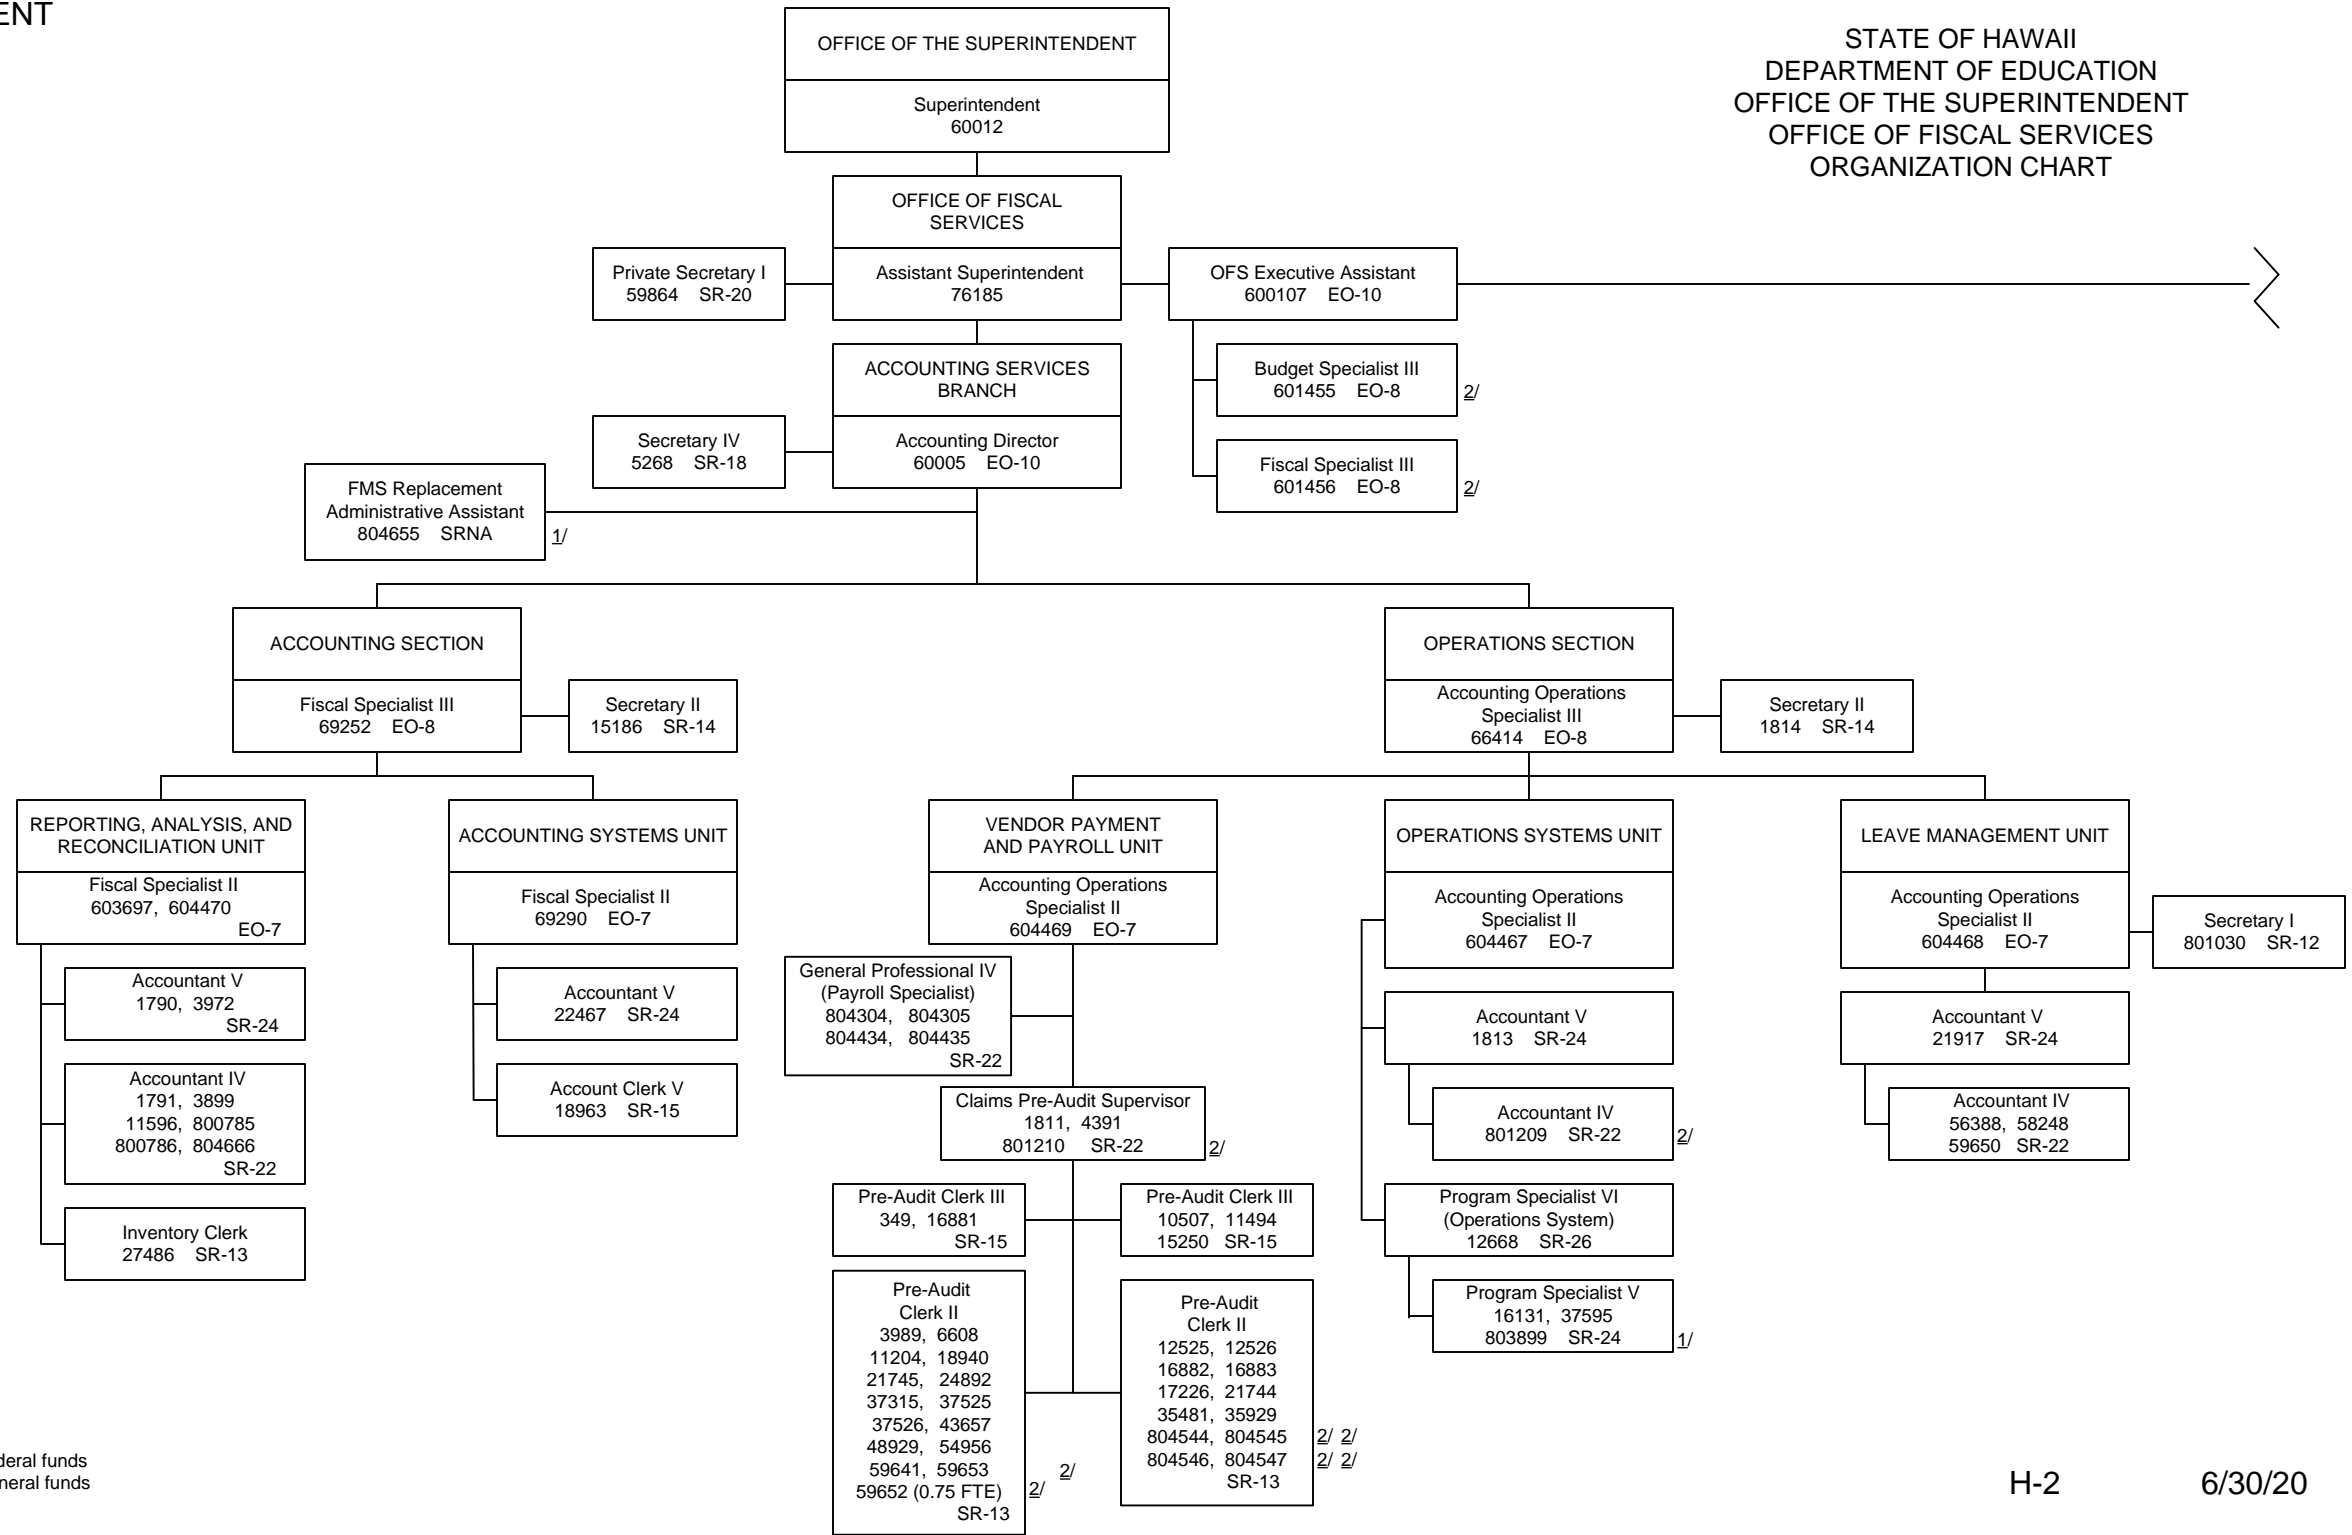 OFFICE OF THE SUPERINTENDENT
Superintendent
60012
STATE OF HAWAII
DEPARTMENT OF EDUCATION
OFFICE OF THE SUPERINTENDENT
OFFICE OF FISCAL SERVICES
ORGANIZATION CHART
OFFICE OF FISCAL
SERVICES
Assistant Superintendent
76185
Private Secretary I
59864 SR-20
OFS Executive Assistant
600107 EO-10
Budget Specialist III
601455 EO-8
2/
Fiscal Specialist III
601456 EO-8
2/
ACCOUNTING SERVICES
BRANCH
Accounting Director
60005 EO-10
Secretary IV
5268 SR-18
FMS Replacement
Administrative Assistant
804655 SRNA
1/
ACCOUNTING SECTION
Fiscal Specialist III
69252 EO-8
Secretary II
15186 SR-14
OPERATIONS SECTION
Accounting Operations
Specialist III
66414 EO-8
Secretary II
1814 SR-14
REPORTING, ANALYSIS, AND
RECONCILIATION UNIT
Fiscal Specialist II
603697, 604470
EO-7
Accountant V
1790, 3972
SR-24
Accountant IV
1791, 3899
11596, 800785
800786, 804666
SR-22
Inventory Clerk
27486 SR-13
ACCOUNTING SYSTEMS UNIT
Fiscal Specialist II
69290 EO-7
Accountant V
22467 SR-24
Account Clerk V
18963 SR-15
VENDOR PAYMENT
AND PAYROLL UNIT
Accounting Operations
Specialist II
604469 EO-7
General Professional IV
(Payroll Specialist)
804304, 804305
804434, 804435
SR-22
Claims Pre-Audit Supervisor
1811, 4391
801210 SR-22
2/
Pre-Audit Clerk III
349, 16881
SR-15
Pre-Audit Clerk III
10507, 11494
15250 SR-15
Pre-Audit
Clerk II
3989, 6608
11204, 18940
21745, 24892
37315, 37525
37526, 43657
48929, 54956
59641, 59653
2/
59652 (0.75 FTE)
2/
SR-13
Pre-Audit
Clerk II
12525, 12526
16882, 16883
17226, 21744
35481, 35929
804544, 804545
2/ 2/
804546, 804547
2/ 2/
SR-13
OPERATIONS SYSTEMS UNIT
Accounting Operations
Specialist II
604467 EO-7
Accountant V
1813 SR-24
Accountant IV
801209 SR-22
2/
Program Specialist VI
(Operations System)
12668 SR-26
Program Specialist V
16131, 37595
803899 SR-24
1/
LEAVE MANAGEMENT UNIT
Accounting Operations
Specialist II
604468 EO-7
Secretary I
801030 SR-12
Accountant V
21917 SR-24
Accountant IV
56388, 58248
59650 SR-22
funds
funds
H-2 6/30/20